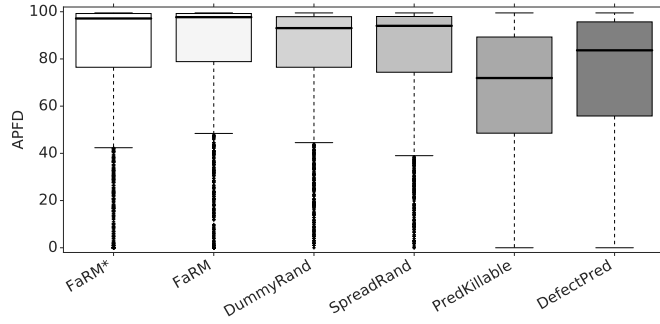 100
80
60
40
20
0
APFD
FaRM*
FaRM
DummyRand
SpreadRand
PredKillable
DefectPred